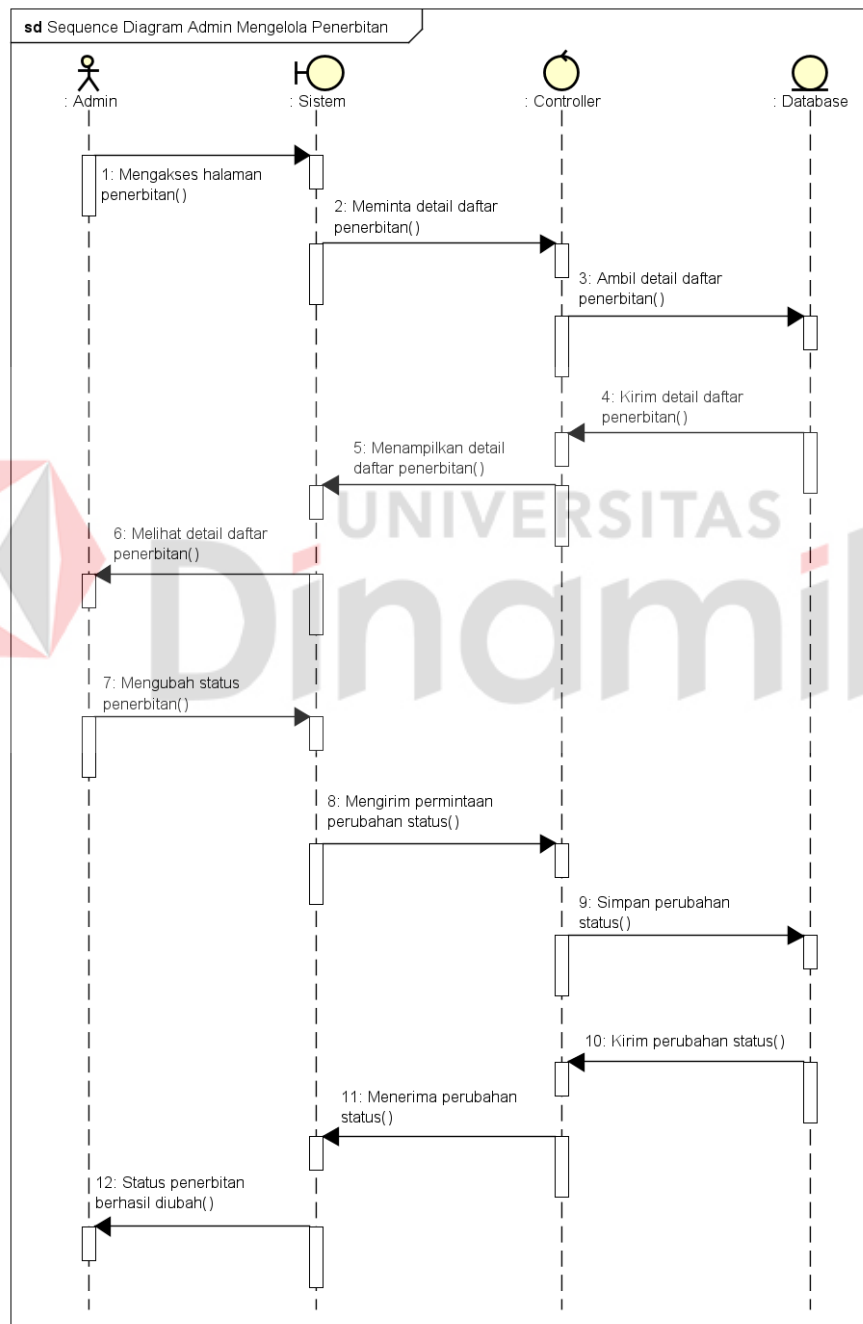 sd Sequence Diagram Admin Mengelola Penerbitan
: Admin
: Sistem
: Controller
: Database
1: Mengakses halaman
penerbitan()
2: Meminta detail daftar
penerbitan()
3: Ambil detail daftar
penerbitan()
4: Kirim detail daftar
penerbitan()
5: Menampilkan detail
daftar penerbitan()
UNIVERSITAS
6: Melihat detail daftar
penerbitan()
Dinamik
7: Mengubah status
penerbitan()
8: Mengirim permintaan
perubahan status()
9: Simpan perubahan
status()
10: Kirim perubahan status()
11: Menerima perubahan
status()
12: Status penerbitan
berhasil diubah()